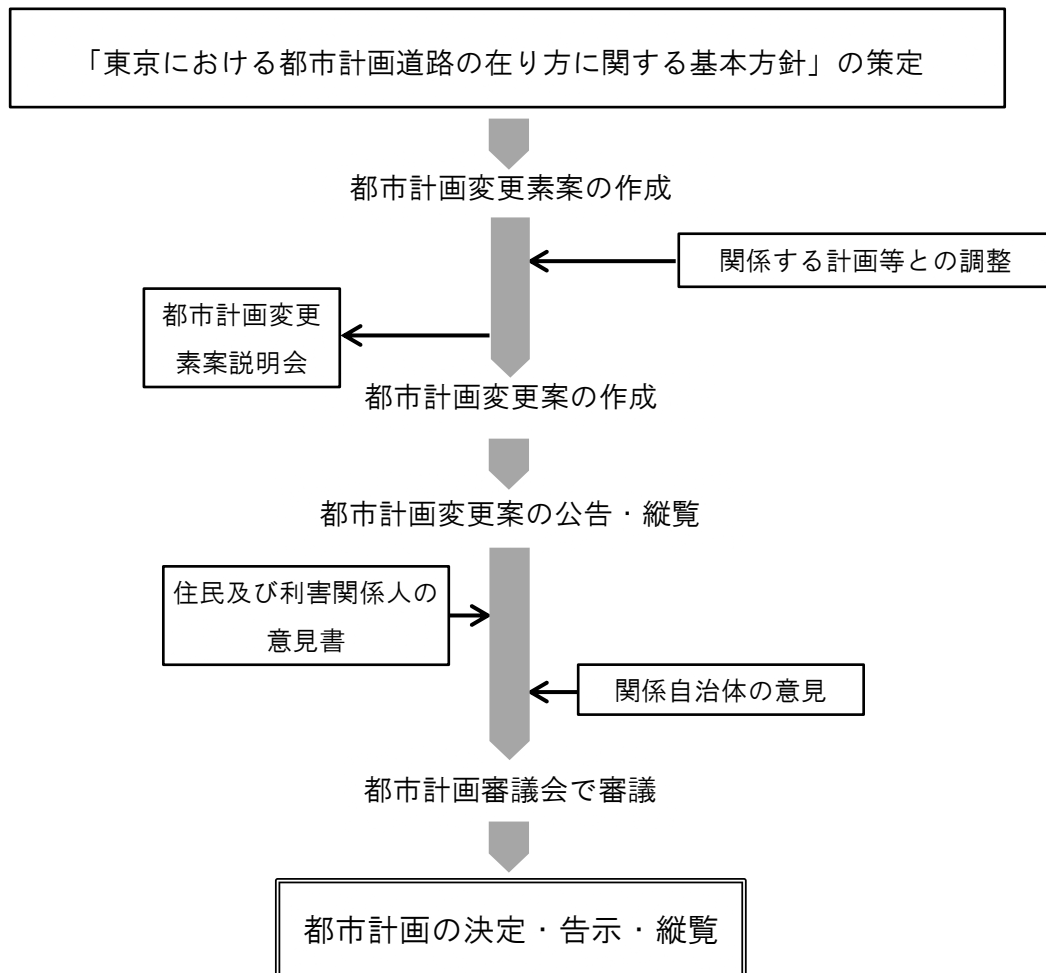 「東京における都市計画道路の在り方に関する基本方針」の策定
都市計画変更素案の作成
関係する計画等との調整
都市計画変更
素案説明会
都市計画変更案の作成
都市計画変更案の公告・縦覧
住民及び利害関係人の
意見書
関係自治体の意見
都市計画審議会で審議
都市計画の決定・告示・縦覧